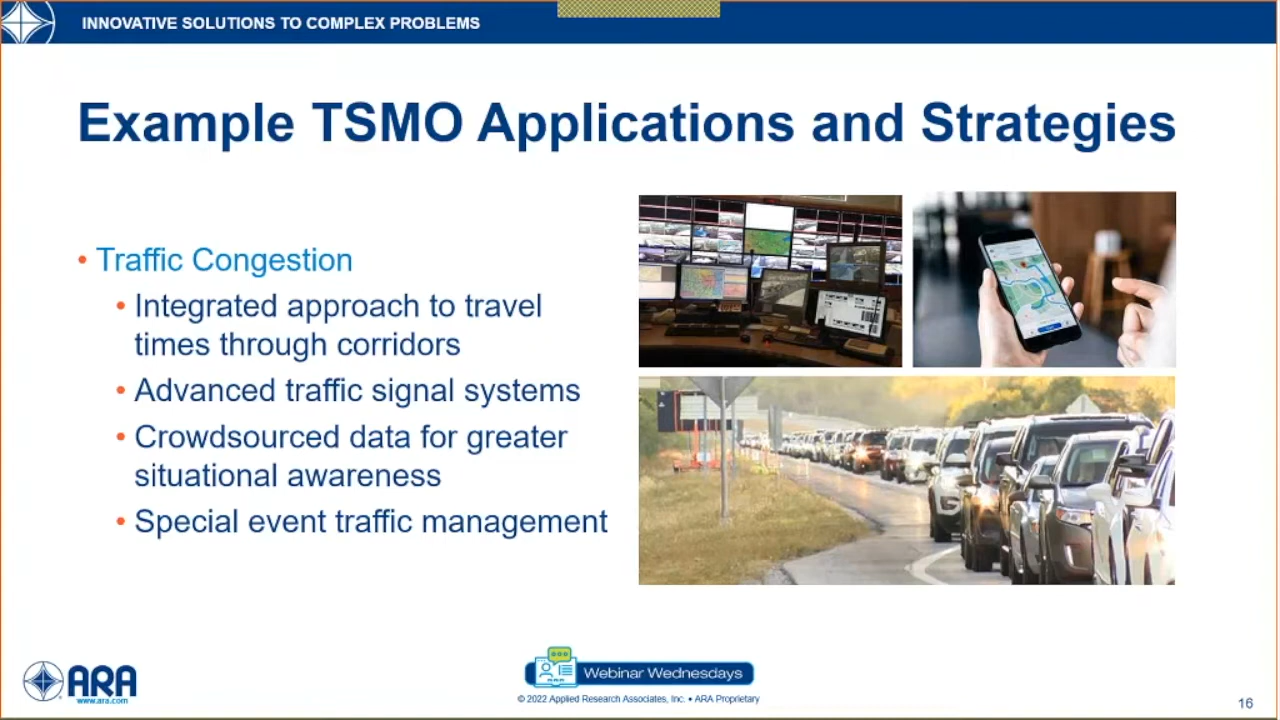 INNOVATIVE SOLUTIONS TO COMPLEX PROBLEMS
Example TSMO Applications and Strategies
• Traffic Congestion
• Integrated approach to travel
times through corridors
• Advanced traffic signal systems
• Crowdsourced data for greater
situational awareness
• Special event traffic management
ARA
www.ara.com
Webinar Wednesdays
© 2022 Applied Research Associates, Inc. • ARA Proprietary
16